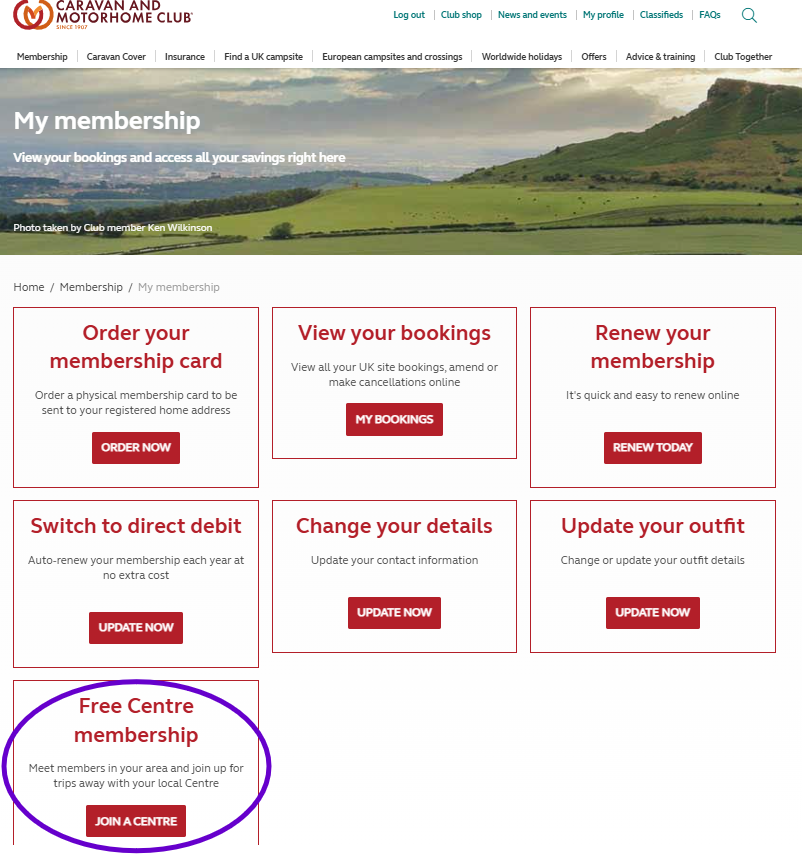 CARAVAN AND
MOTORHOME CLUB
SINCE 1907
Log out
Club shop
News and events
My profile
Classifieds
FAQs
Membership
Caravan Cover
Insurance
Find a UK campsite
European campsites and crossings
Worldwide holidays
Offers
Advice & training
Club Together
My membership
View your bookings and access all your savings right here
Photo taken by Club member Ken Wilkinson
Home / Membership / My membership
Order your
membership card
Order a physical membership card to be
sent to your registered home address
ORDER NOW
View your bookings
View all your UK site bookings, amend or
make cancellations online
MY BOOKINGS
Renew your
membership
It's quick and easy to renew online
RENEW TODAY
Switch to direct debit
Auto-renew your membership each year at
no extra cost
UPDATE NOW
Change your details
Update your contact information
UPDATE NOW
Update your outfit
Change or update your outfit details
UPDATE NOW
Free Centre
membership
Meet members in your area and join up for
trips away with your local Centre
JOIN A CENTRE